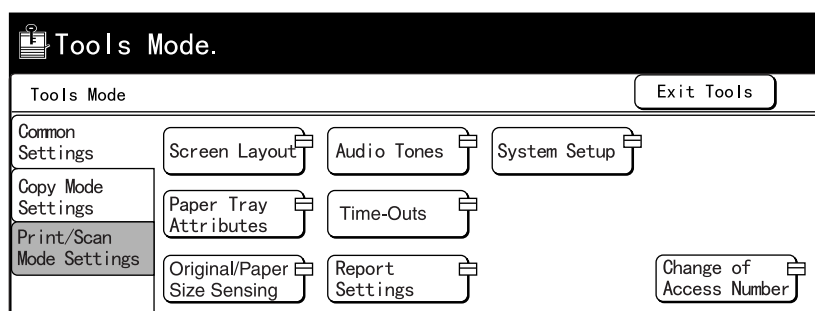 Tools Mode.
Tools Mode
Exit Tools
Common
Settings
Copy Mode
Settings
Print/Scan
Mode Settings
Screen Layout
Audio Tones
System Setup
Paper Tray
Attributes
Time-Outs
Original/Paper
Size Sensing
Report
Settings
Change of
Access Number